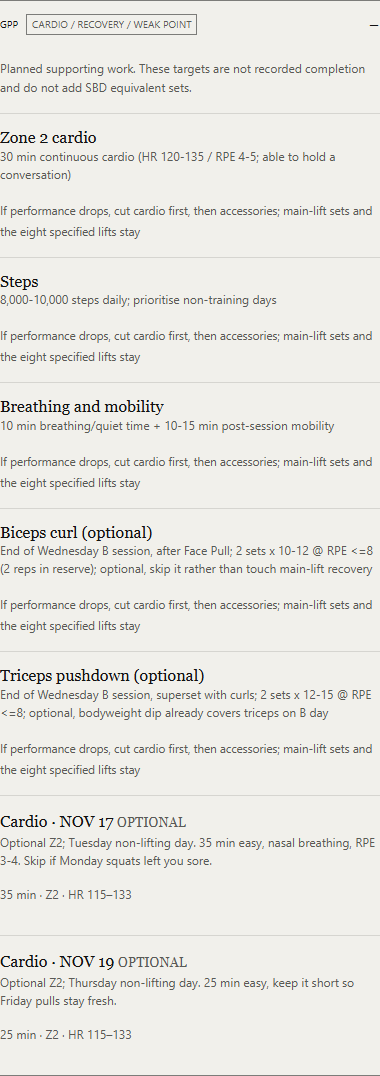 GPP CARDIO / RECOVERY / WEAK POINT —
Planned supporting work. These targets are not recorded completion
and do not add SBD equivalent sets.
Zone 2 cardio
30 min continuous cardio (HR 120-135 / RPE 4-5; able to hold a
conversation)
If performance drops, cut cardio first, then accessories; main-lift sets and
the eight specified lifts stay
Steps
8,000-10,000 steps daily; prioritise non-training days
If performance drops, cut cardio first, then accessories; main-lift sets and
the eight specified lifts stay
Breathing and mobility
10 min breathing/quiet time + 10-15 min post-session mobility
If performance drops, cut cardio first, then accessories; main-lift sets and
the eight specified lifts stay
Biceps curl (optional)
End of Wednesday B session, after Face Pull; 2 sets x 10-12 @ RPE <=8
(2 reps in reserve); optional, skip it rather than touch main-lift recovery
If performance drops, cut cardio first, then accessories; main-lift sets and
the eight specified lifts stay
Triceps pushdown (optional)
End of Wednesday B session, superset with curls; 2 sets x 12-15 @ RPE
<=8; optional, bodyweight dip already covers triceps on B day
If performance drops, cut cardio first, then accessories; main-lift sets and
the eight specified lifts stay
Cardio · NOV 17 OPTIONAL
Optional Z2; Tuesday non-lifting day. 35 min easy, nasal breathing, RPE
3-4. Skip if Monday squats left you sore.
35 min · Z2 · HR 115–133
Cardio · NOV 19 OPTIONAL
Optional Z2; Thursday non-lifting day. 25 min easy, keep it short so
Friday pulls stay fresh.
25 min · Z2 · HR 115–133